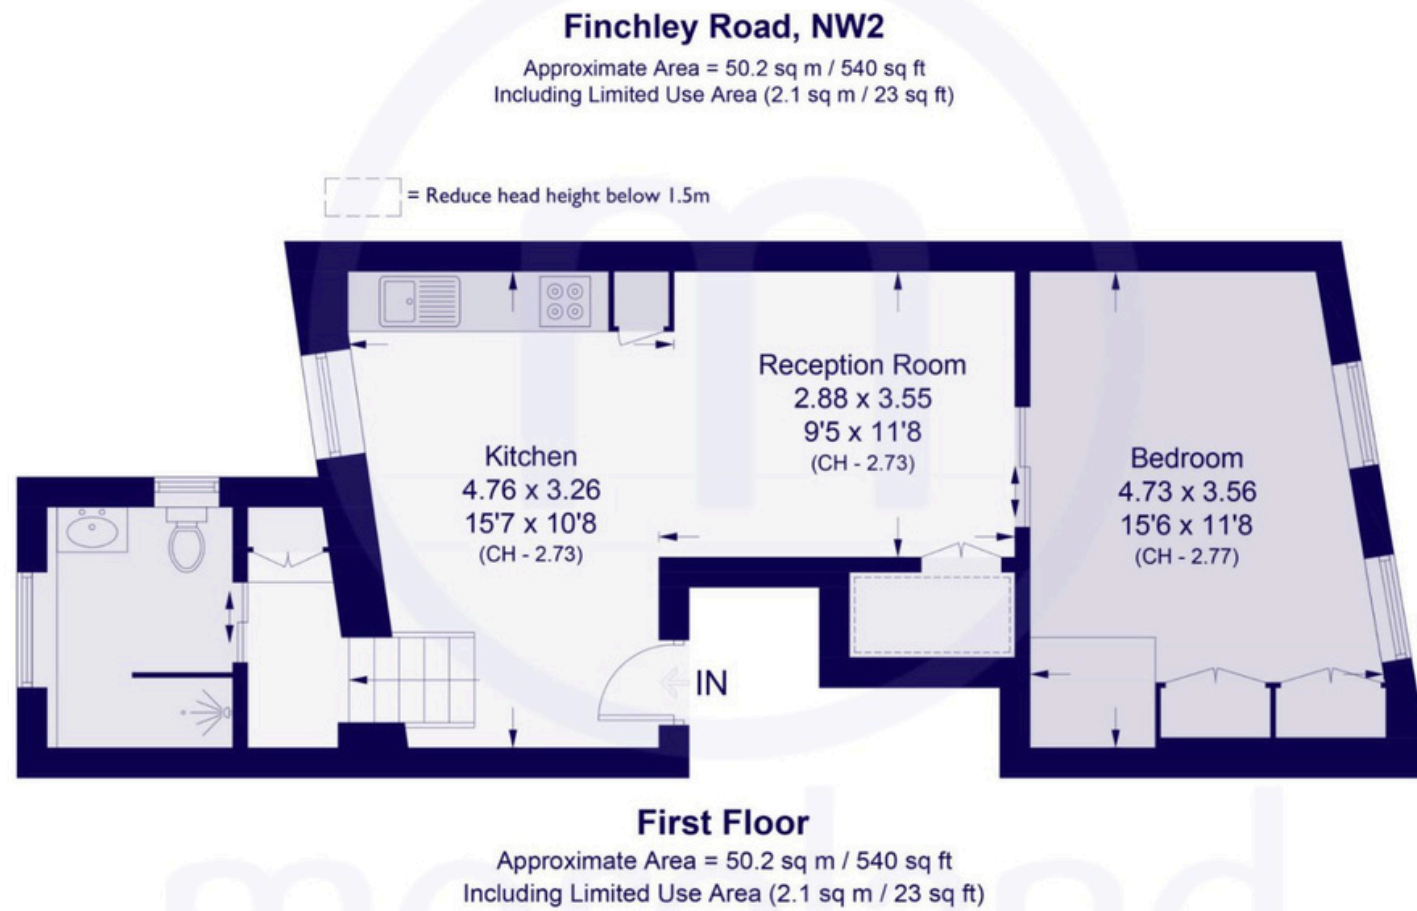 Finchley Road, NW2
Approximate Area = 50.2 sq m / 540 sq ft
Including Limited Use Area (2.1 sq m / 23 sq ft)
= Reduce head height below 1.5m
Reception Room
2.88 x 3.55
9'5 x 11'8
(CH - 2.73)
Kitchen
4.76 x 3.26
15'7 x 10'8
(CH - 2.73)
Bedroom
4.73 x 3.56
15'6 x 11'8
(CH - 2.77)
IN
First Floor
Approximate Area = 50.2 sq m / 540 sq ft
Including Limited Use Area (2.1 sq m / 23 sq ft)